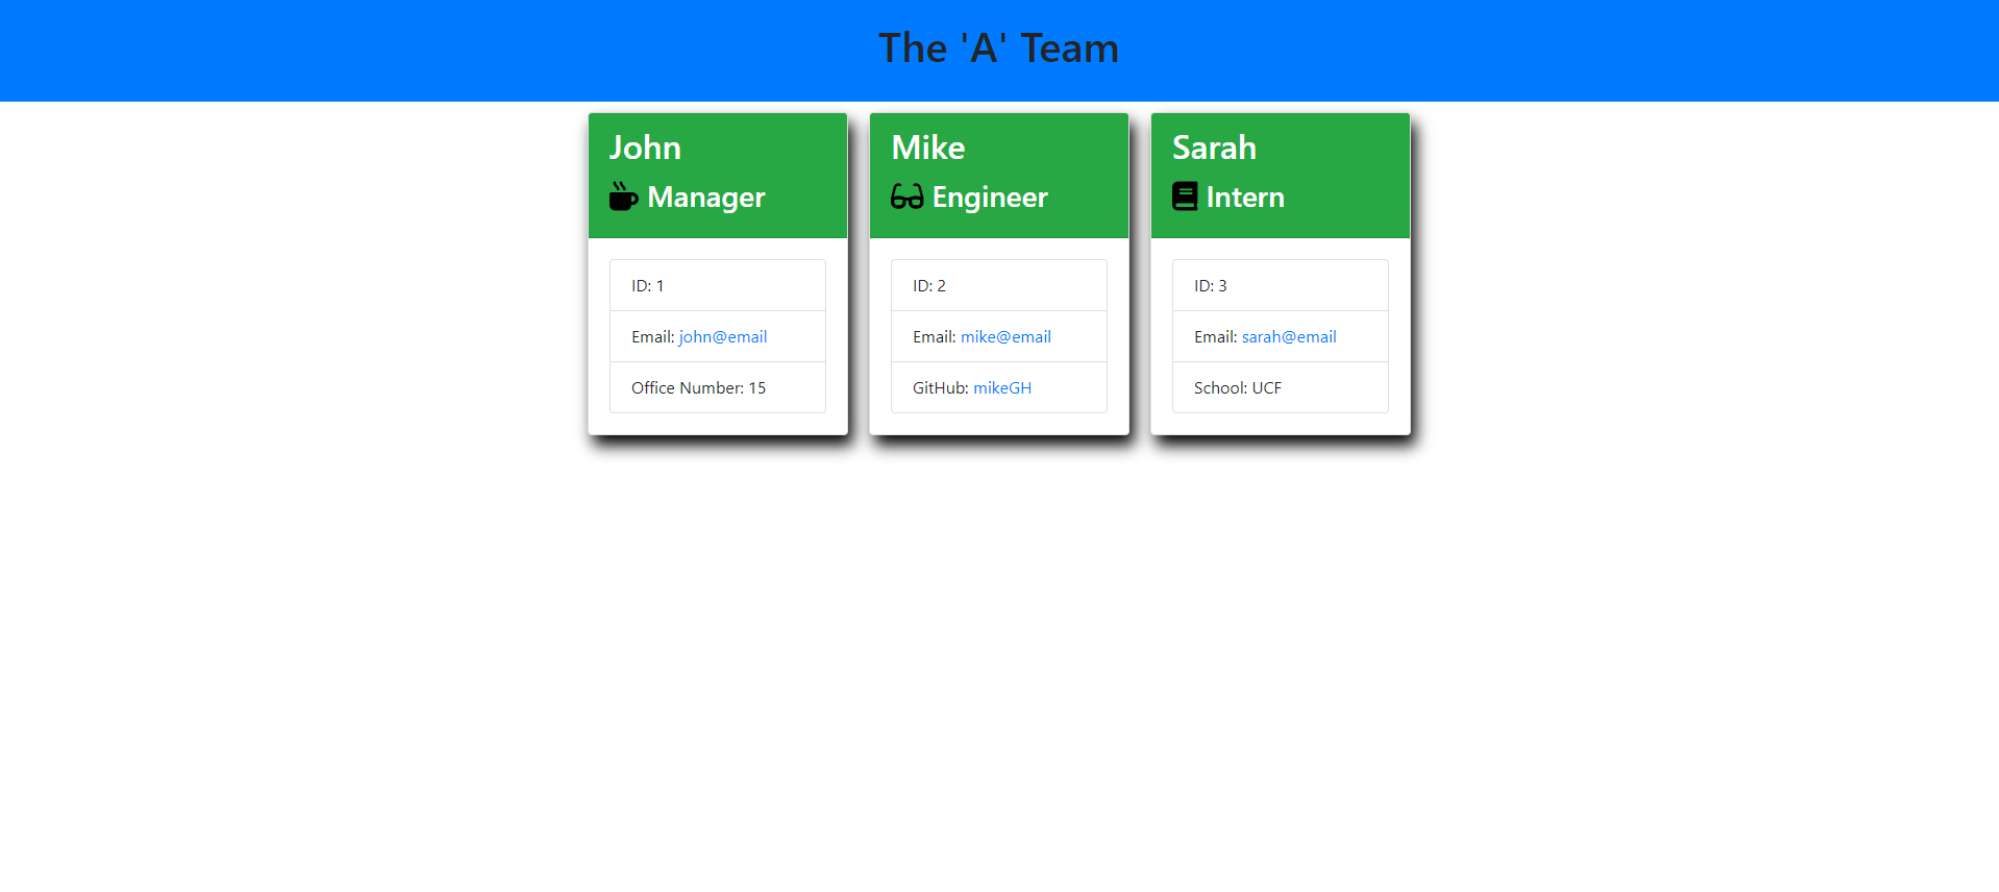 The 'A' Team
John
Manager
ID: 1
Email: john@email
Office Number: 15
Mike
Engineer
ID: 2
Email: mike@email
GitHub: mikeGH
Sarah
Intern
ID: 3
Email: sarah@email
School: UCF